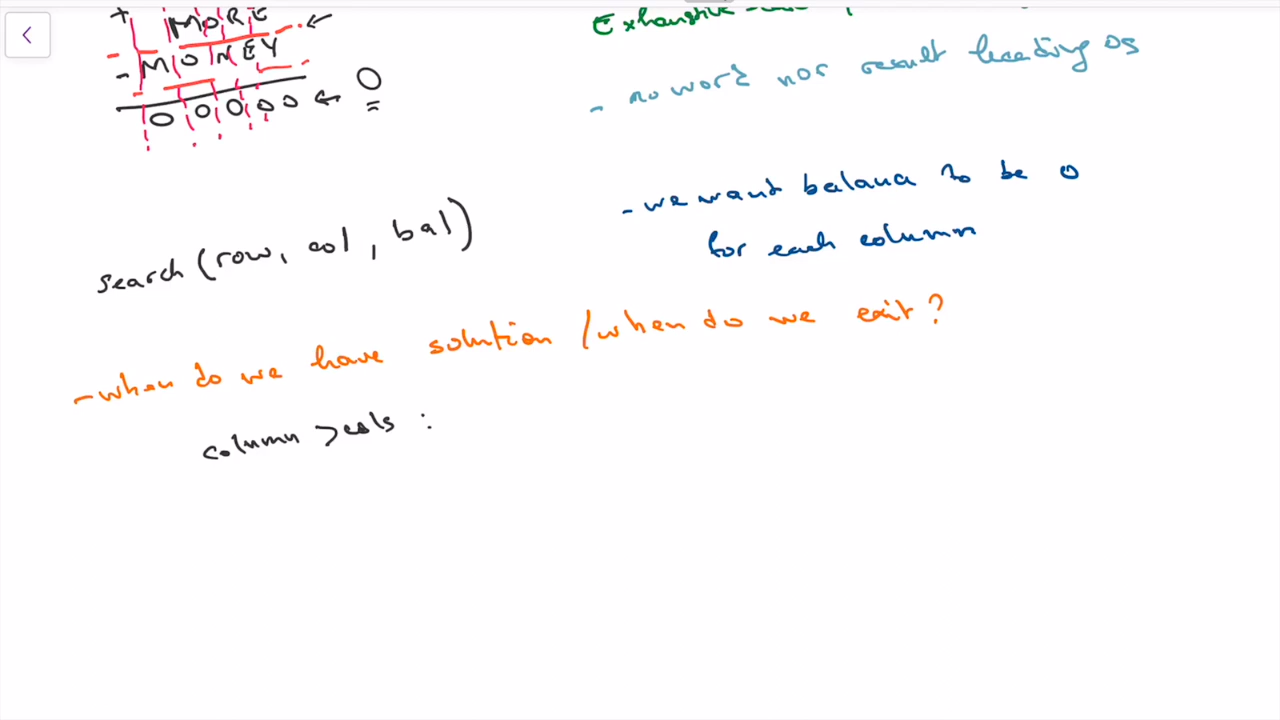 + MORE
Exhaustive
- MONEY
0 0 0 0 0 ← 0
- no word nor result leading 0s
- we want balance to be 0
for each column
search (row, col, bal)
- when do we have solution / when do we exit?
column > cols :